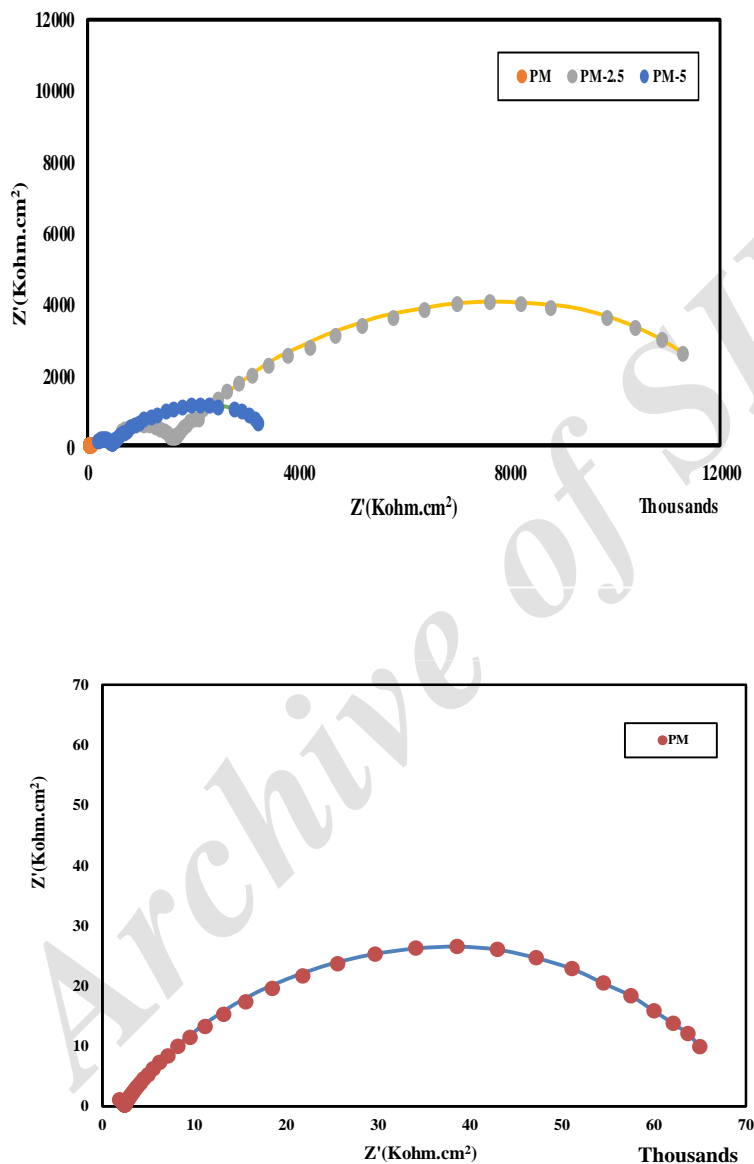 12000
10000
8000
6000
4000
2000
0
Z'(Kohm.cm²)
PM PM-2.5 PM-5
0 4000 8000 12000
Z'(Kohm.cm²) Thousands
70
60
50
40
30
20
10
0
Z'(Kohm.cm²)
PM
0 10 20 30 40 50 60 70
Z'(Kohm.cm²) Thousands
Archive of